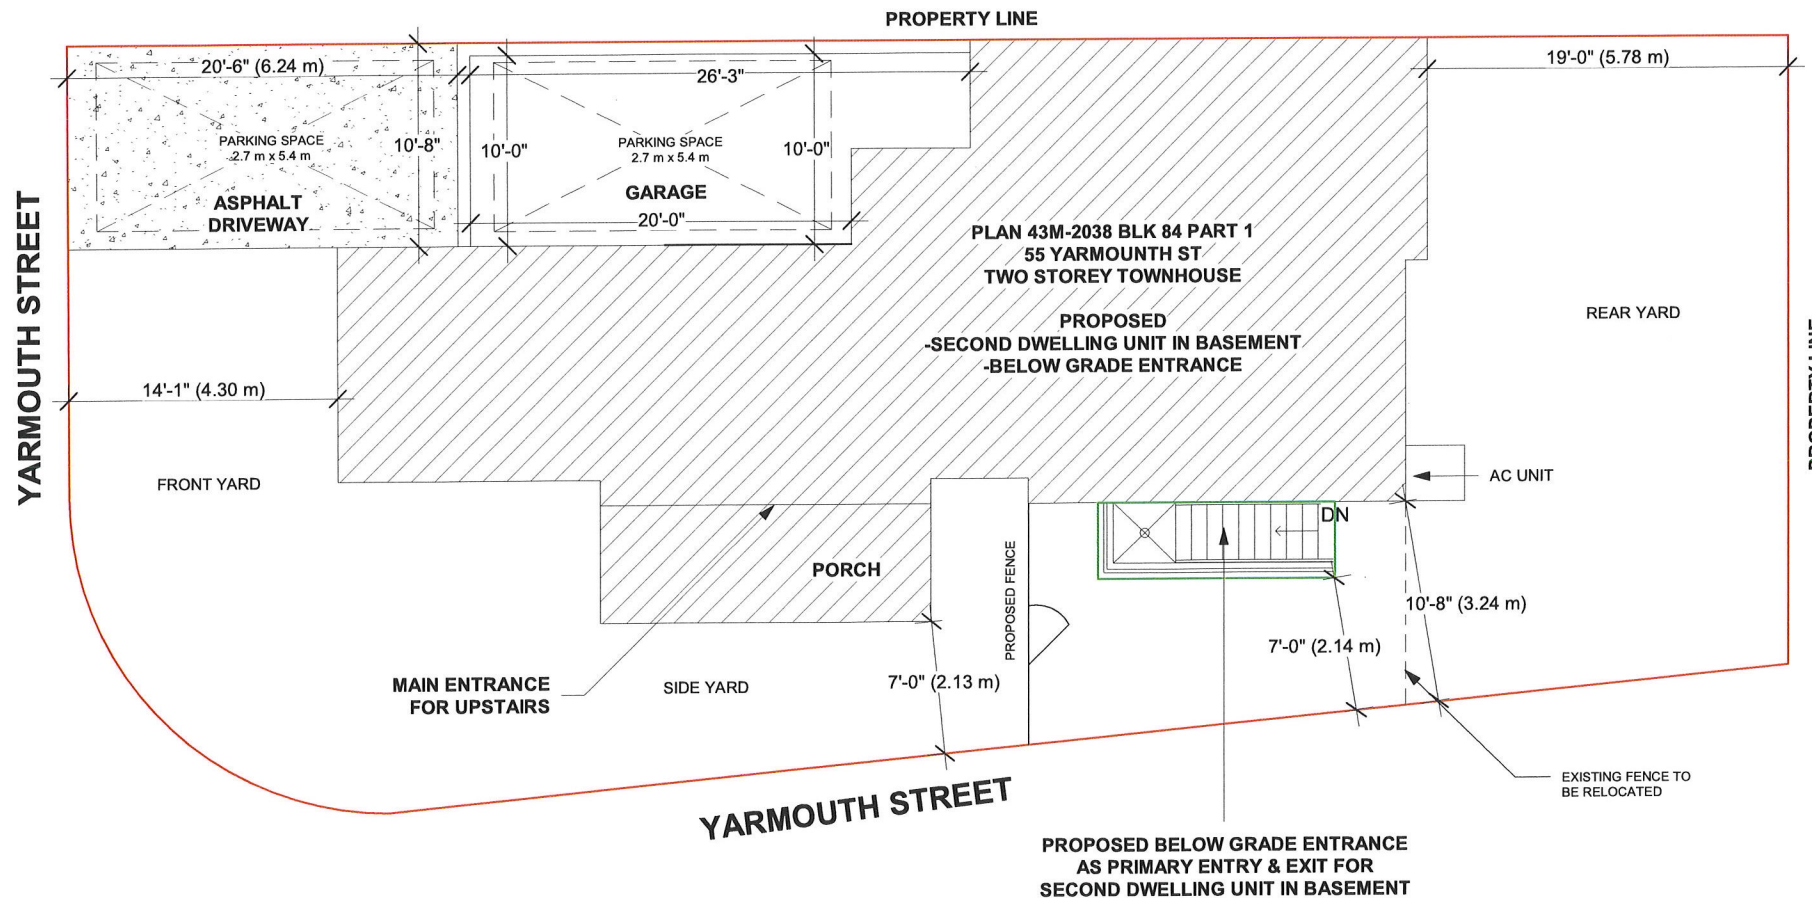 PROPERTY LINE
20'-6" (6.24 m)
26'-3"
19'-0" (5.78 m)
PARKING SPACE
2.7 m x 5.4 m
10'-8"
10'-0"
PARKING SPACE
2.7 m x 5.4 m
10'-0"
ASPHALT
DRIVEWAY
GARAGE
20'-0"
YARMOUTH STREET
PLAN 43M-2038 BLK 84 PART 1
55 YARMOUNTH ST
TWO STOREY TOWNHOUSE
PROPOSED
-SECOND DWELLING UNIT IN BASEMENT
-BELOW GRADE ENTRANCE
REAR YARD
PROPERTY LINE
14'-1" (4.30 m)
FRONT YARD
AC UNIT
DN
PORCH
PROPOSED FENCE
10'-8" (3.24 m)
7'-0" (2.14 m)
MAIN ENTRANCE
FOR UPSTAIRS
SIDE YARD
7'-0" (2.13 m)
EXISTING FENCE TO
BE RELOCATED
YARMOUTH STREET
PROPOSED BELOW GRADE ENTRANCE
AS PRIMARY ENTRY & EXIT FOR
SECOND DWELLING UNIT IN BASEMENT